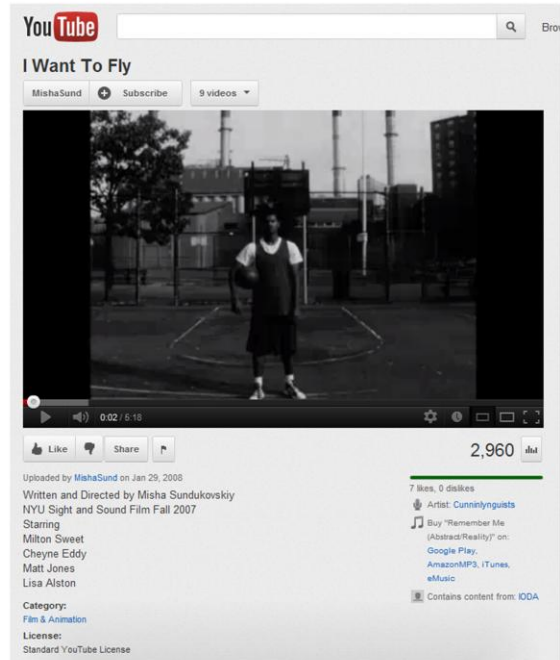 YouTube
Brow
I Want To Fly
MishaSund Subscribe 9 videos
0:02 / 5:18
Like Share 2,960
Uploaded by MishaSund on Jan 29, 2008
Written and Directed by Misha Sundukovskiy
NYU Sight and Sound Film Fall 2007
Starring
Milton Sweet
Cheyne Eddy
Matt Jones
Lisa Alston
Category:
Film & Animation
License:
Standard YouTube License
7 likes, 0 dislikes
Artist: Cunninlynguists
Buy "Remember Me
(Abstract/Reality)" on:
Google Play,
AmazonMP3, iTunes,
eMusic
Contains content from: IODA